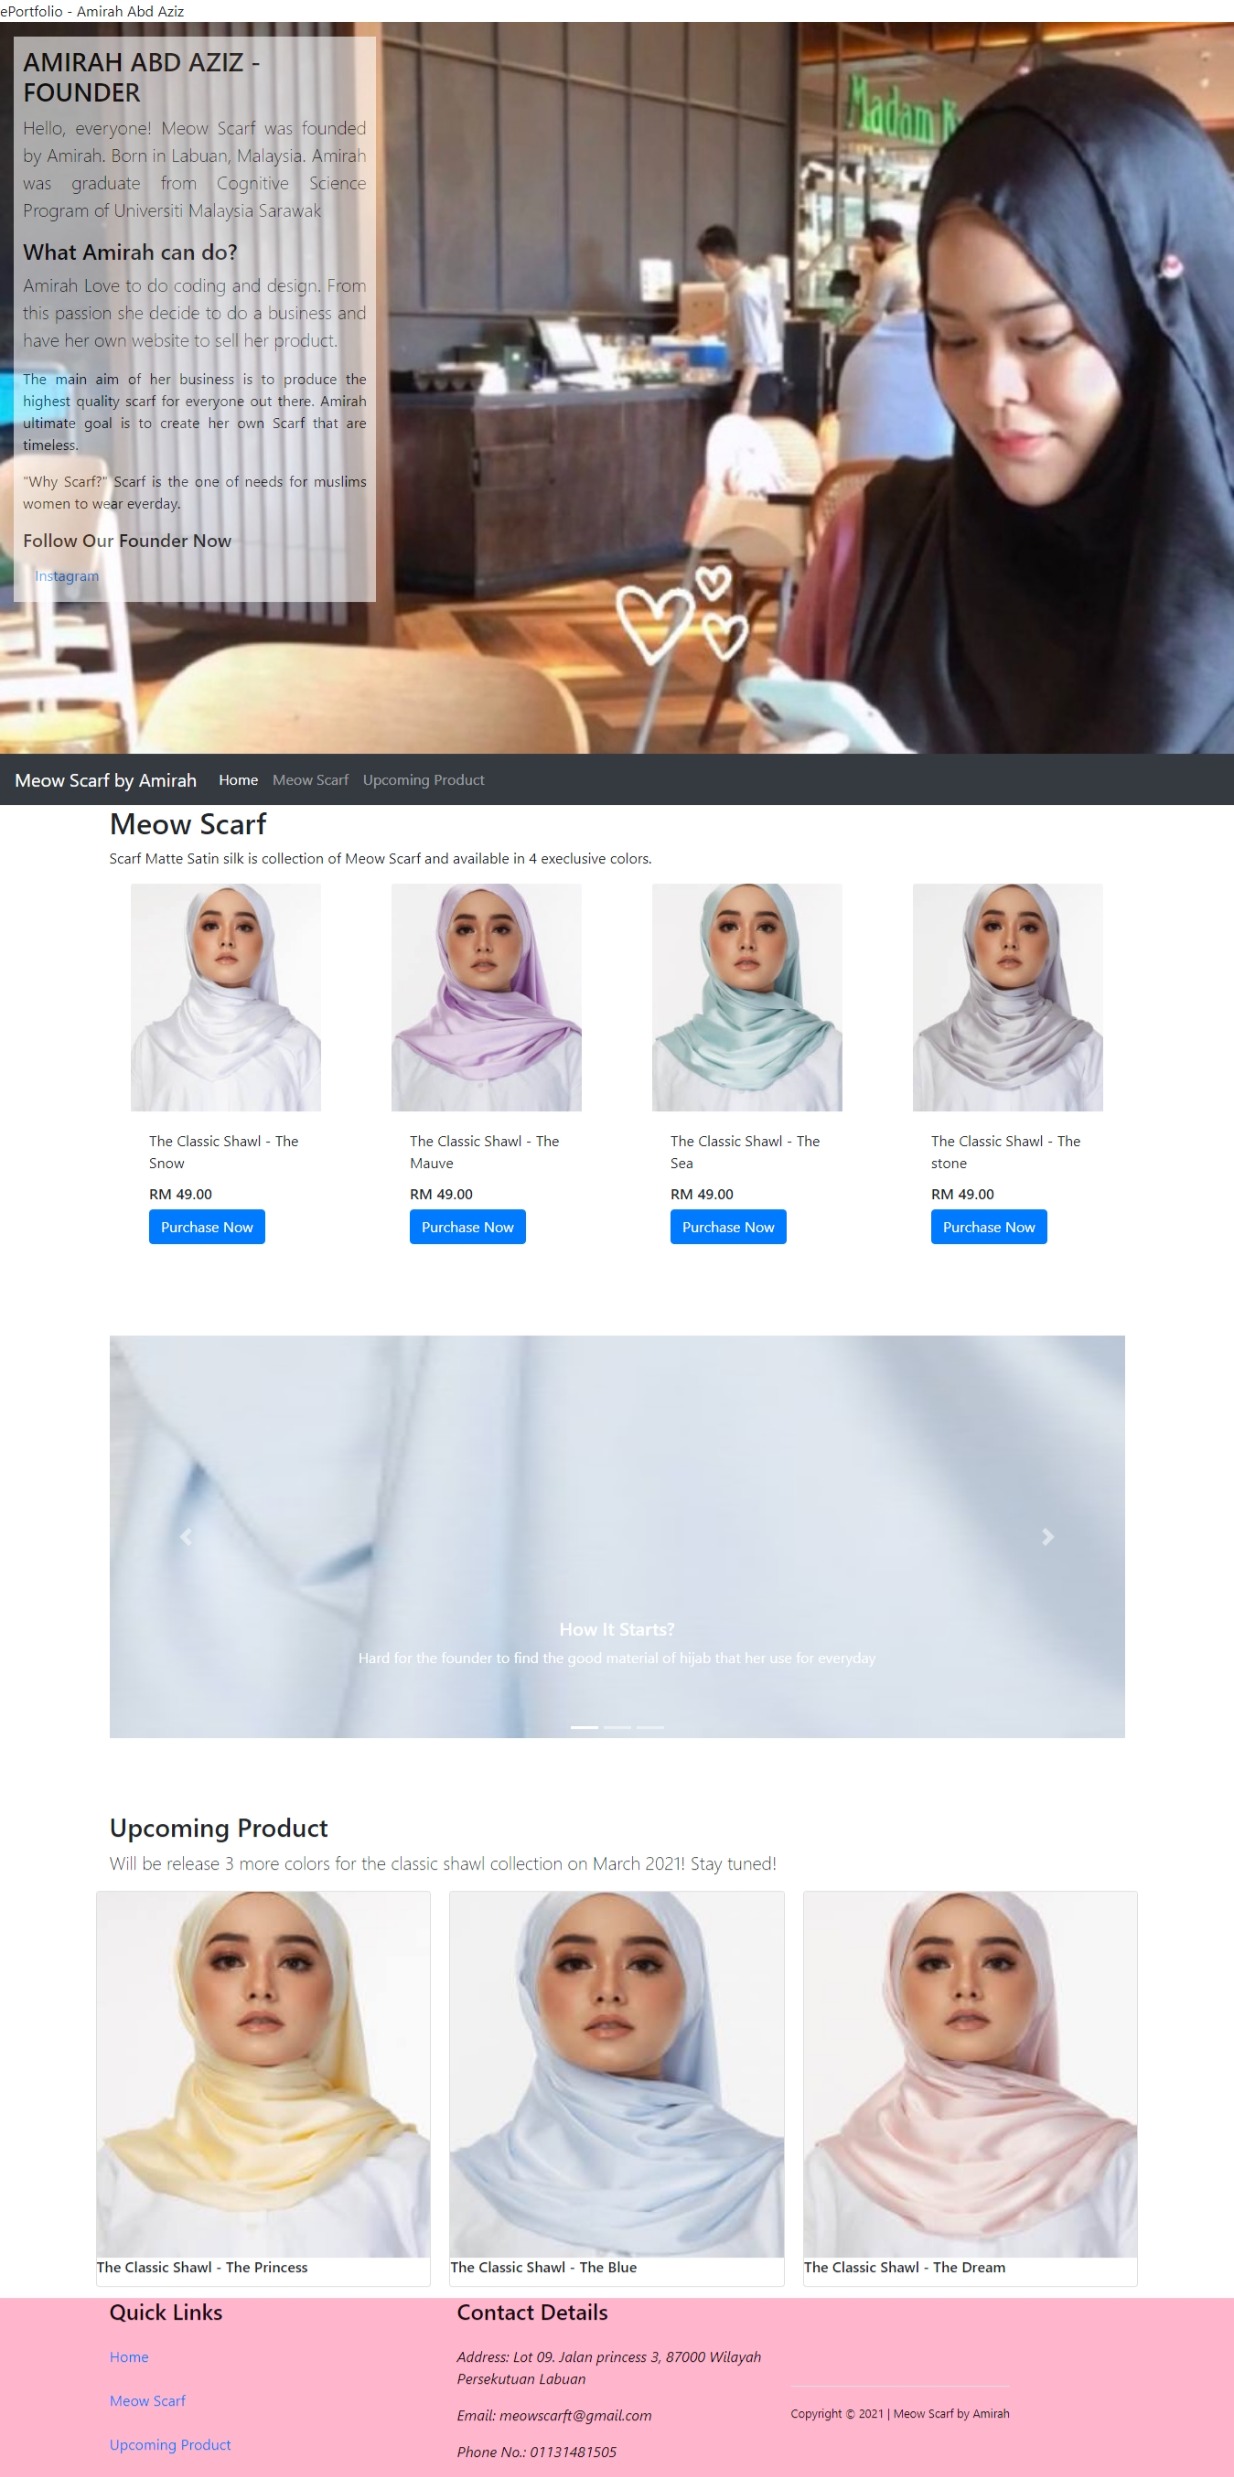 ePortfolio - Amirah Abd Aziz
AMIRAH ABD AZIZ -
FOUNDER
Hello, everyone! Meow Scarf was founded
by Amirah. Born in Labuan, Malaysia. Amirah
was graduate from Cognitive Science
Program of Universiti Malaysia Sarawak
What Amirah can do?
Amirah Love to do coding and design. From
this passion she decide to do a business and
have her own website to sell her product.
The main aim of her business is to produce the
highest quality scarf for everyone out there. Amirah
ultimate goal is to create her own Scarf that are
timeless.
"Why Scarf?" Scarf is the one of needs for muslims
women to wear everday.
Follow Our Founder Now
Instagram
Madam
Meow Scarf by Amirah Home Meow Scarf Upcoming Product
Meow Scarf
Scarf Matte Satin silk is collection of Meow Scarf and available in 4 execlusive colors.
The Classic Shawl - The
Snow
RM 49.00
Purchase Now
The Classic Shawl - The
Mauve
RM 49.00
Purchase Now
The Classic Shawl - The
Sea
RM 49.00
Purchase Now
The Classic Shawl - The
stone
RM 49.00
Purchase Now
How It Starts?
Hard for the founder to find the good material of hijab that her use for everyday
Upcoming Product
Will be release 3 more colors for the classic shawl collection on March 2021! Stay tuned!
The Classic Shawl - The Princess
The Classic Shawl - The Blue
The Classic Shawl - The Dream
Quick Links
Home
Meow Scarf
Upcoming Product
Contact Details
Address: Lot 09. Jalan princess 3, 87000 Wilayah
Persekutuan Labuan
Email: meowscarft@gmail.com
Phone No.: 01131481505
Copyright © 2021 | Meow Scarf by Amirah